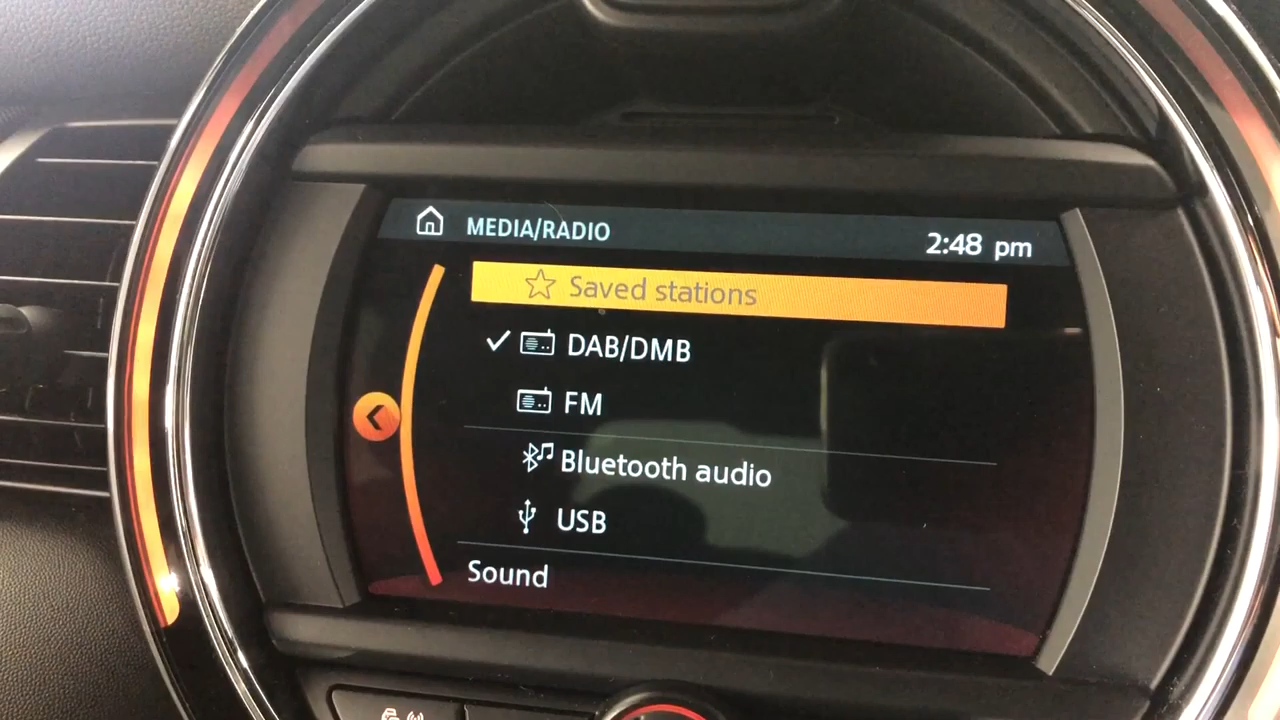 MEDIA/RADIO
2:48 pm
Saved stations
DAB/DMB
FM
Bluetooth audio
USB
Sound